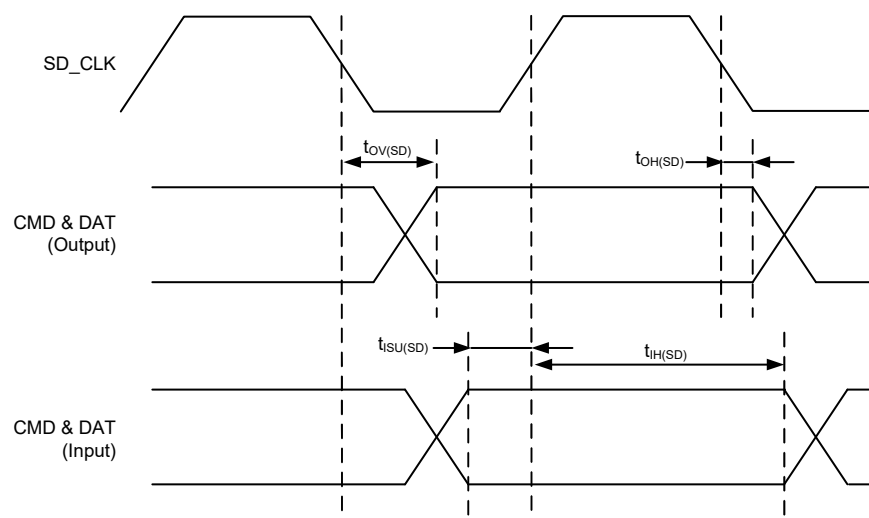 SD_CLK
tOV(SD)
tOH(SD)
CMD & DAT
(Output)
tISU(SD)
tIH(SD)
CMD & DAT
(Input)